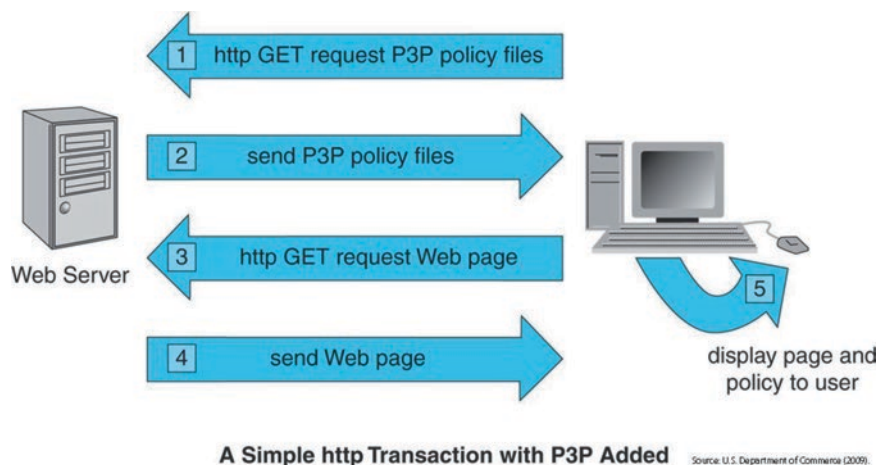 1 http GET request P3P policy files
2 send P3P policy files
Web Server
3 http GET request Web page
4 send Web page
5
display page and
policy to user
A Simple http Transaction with P3P Added
Source: U.S. Department of Commerce (2009).